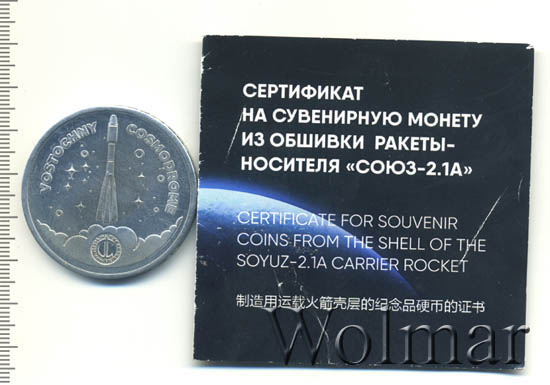 VOSTOCHNY COSMODROME
СЕРТИФИКАТ
НА СУВЕНИРНУЮ МОНЕТУ
ИЗ ОБШИВКИ РАКЕТЫ-
НОСИТЕЛЯ «СОЮЗ-2.1А»
CERTIFICATE FOR SOUVENIR
COINS FROM THE SHELL OF THE
SOYUZ-2.1A CARRIER ROCKET
制造用运载火箭壳层的纪念品硬币的证书
Wolmar